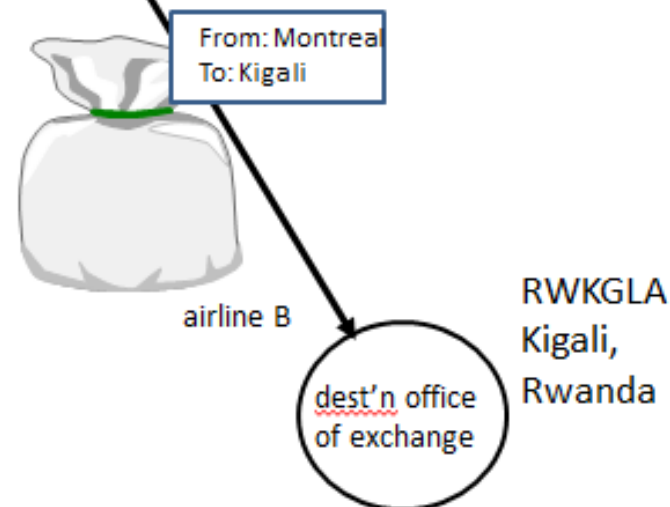 From: Montreal
To: Kigali
airline B
RWKGLA
Kigali,
Rwanda
dest'n office
of exchange